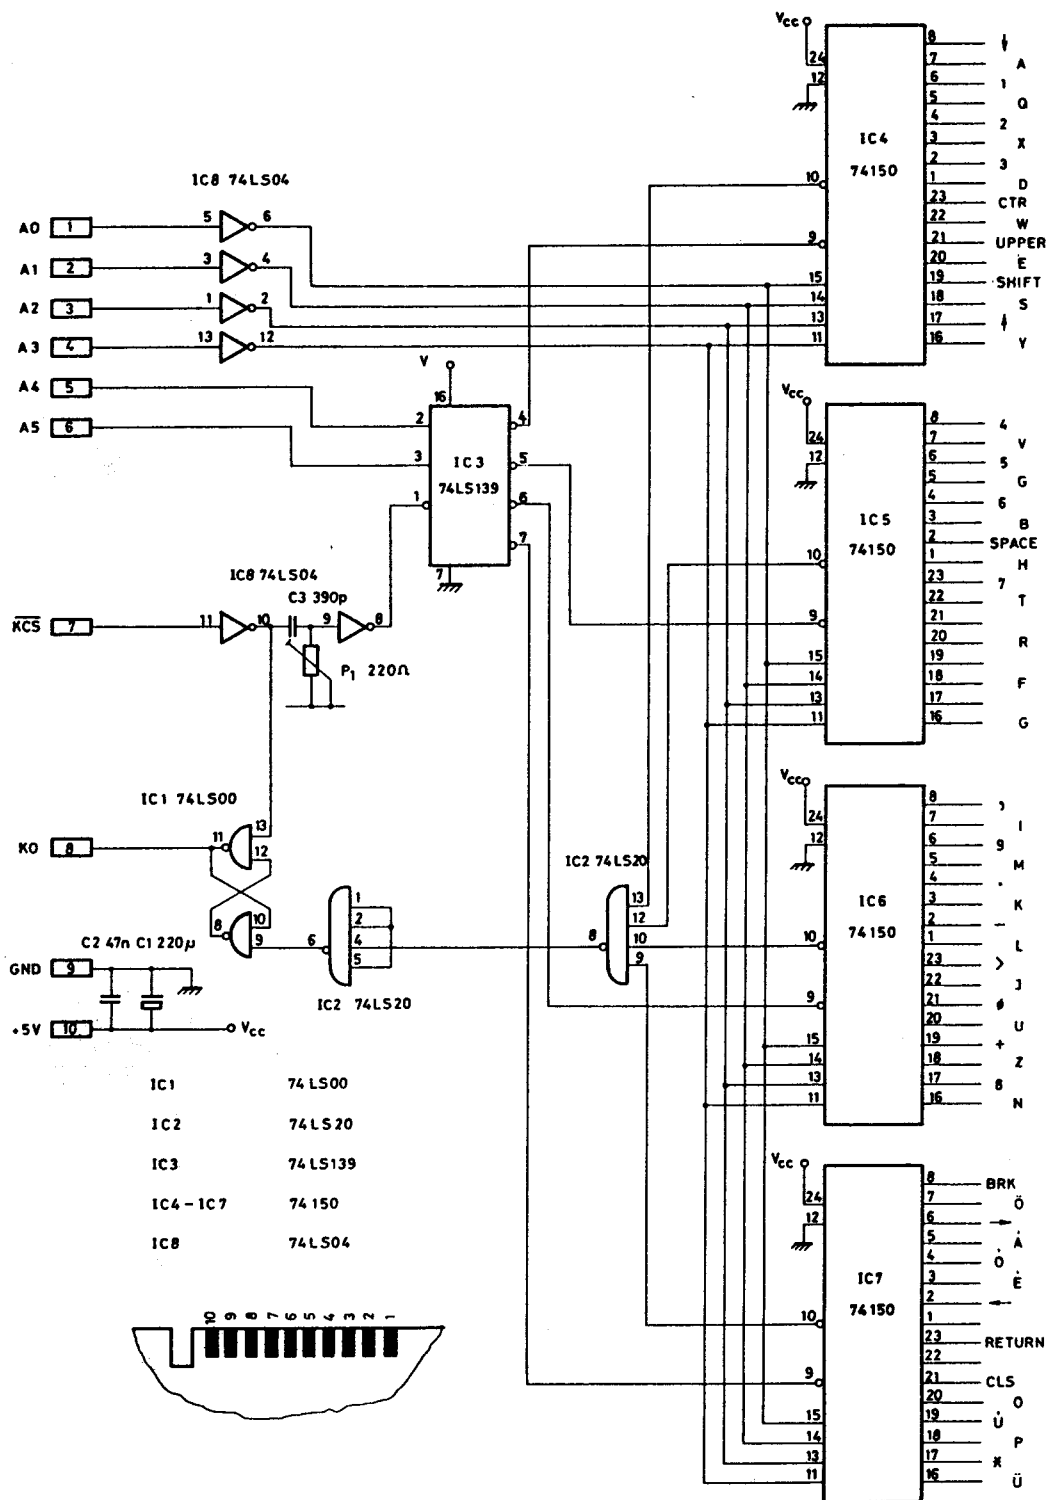 IC8 74LS04
A0 1 5 6
A1 2 3 4
A2 3 1 2
A3 4 13 12
A4 5
A5 6
V
16
2 4
3 5
1 6
7
IC3
74LS139
7
KCS 7 11 10
IC8 74LS04
C3 390p
9 8
P1 220Ω
IC1 74LS00
K0 8 11 13
12
8 10
9
C2 47n C1 220µ
GND 9
+5V 10 Vcc
6 1
2
4
5
IC2 74LS20
IC2 74LS20
8 13
12
10
9
IC1 74LS00
IC2 74LS20
IC3 74LS139
IC4-IC7 74150
IC8 74LS04
10 9 8 7 6 5 4 3 2 1
Vcc
24
12
10
9
15
14
13
11
IC4
74150
8 ↓
7 A
6 1
5 Q
4 2
3 X
2 3
1 D
23 CTR
22 W
21 UPPER
20 E
19 SHIFT
18 S
17 ↑
16 Y
Vcc
24
12
10
9
15
14
13
11
IC5
74150
8 4
7 V
6 5
5 G
4 6
3 B
2 SPACE
1 H
23 7
22 T
21
20 R
19
18 F
17
16 G
Vcc
24
12
10
9
15
14
13
11
IC6
74150
8 ,
7 I
6 9
5 M
4 .
3 K
2 –
1 L
23 >
22 J
21 ∅
20 U
19 +
18 Z
17 8
16 N
Vcc
24
12
10
9
15
14
13
11
IC7
74150
8 BRK
7 Ö
6 →
5 Á
4 Ó
3 É
2 ←
1
23 RETURN
22
21 CLS
20 O
19 Ú
18 P
17 *
16 Ü